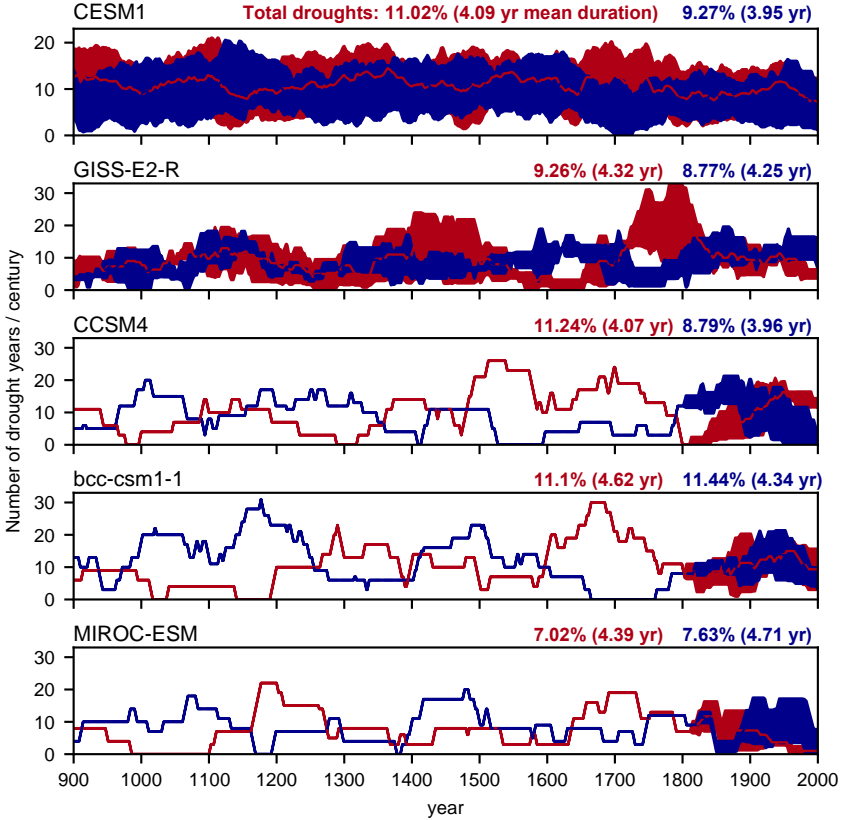 CESM1 Total droughts: 11.02% (4.09 yr mean duration) 9.27% (3.95 yr)
20
10
0
GISS-E2-R 9.26% (4.32 yr) 8.77% (4.25 yr)
30
20
10
0
CCSM4 11.24% (4.07 yr) 8.79% (3.96 yr)
30
20
10
0
bcc-csm1-1 11.1% (4.62 yr) 11.44% (4.34 yr)
30
20
10
0
MIROC-ESM 7.02% (4.39 yr) 7.63% (4.71 yr)
30
20
10
0
Number of drought years / century
900 1000 1100 1200 1300 1400 1500 1600 1700 1800 1900 2000
year